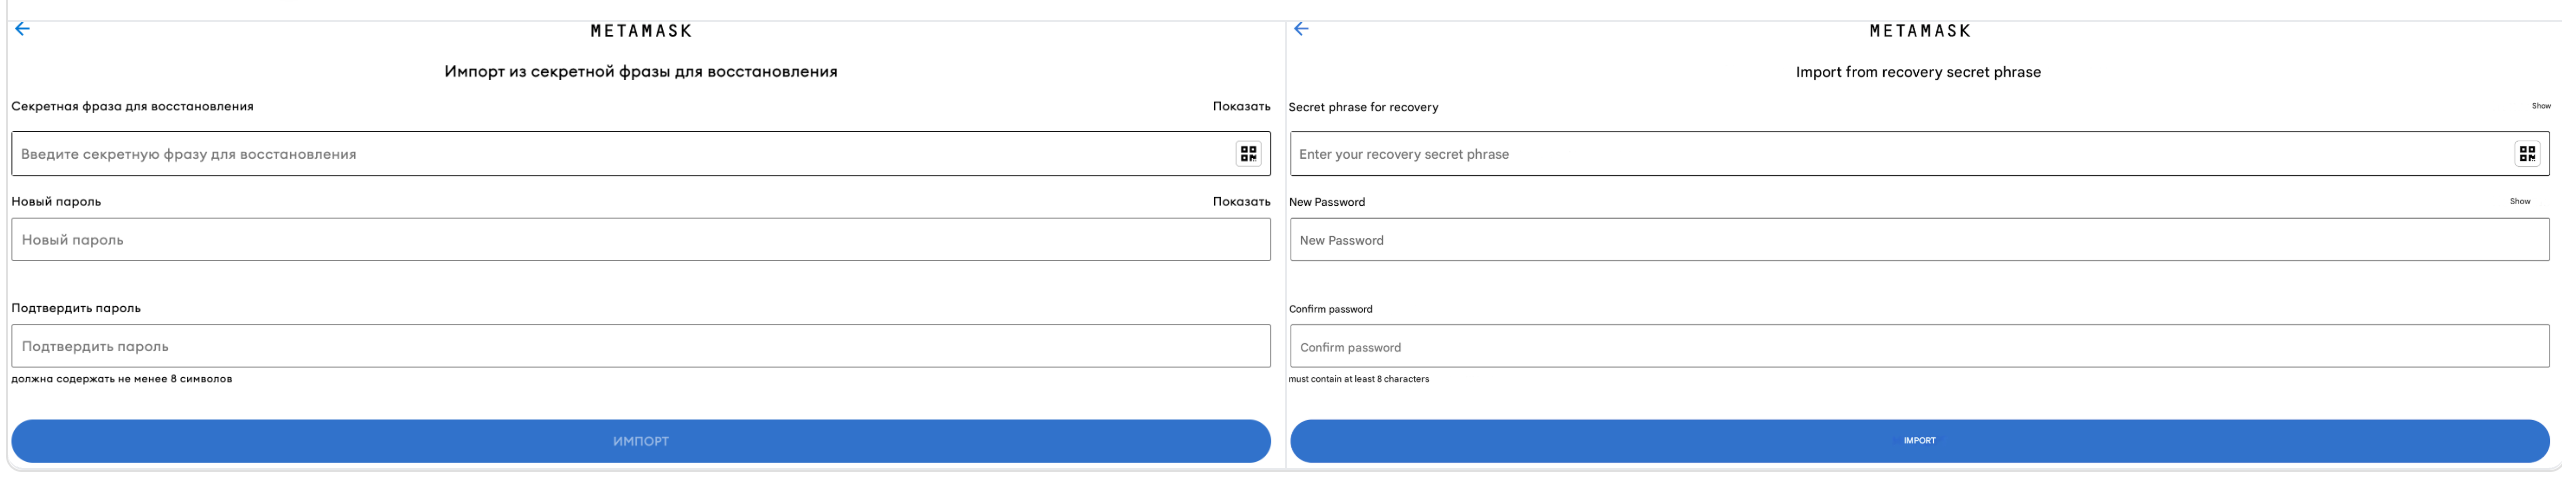 METAMASK
Импорт из секретной фразы для восстановления
Секретная фраза для восстановления
Показать
Введите секретную фразу для восстановления
Новый пароль
Показать
Новый пароль
Подтвердить пароль
Подтвердить пароль
должна содержать не менее 8 символов
ИМПОРТ
METAMASK
Import from recovery secret phrase
Secret phrase for recovery
Show
Enter your recovery secret phrase
New Password
Show
New Password
Confirm password
Confirm password
must contain at least 8 characters
IMPORT